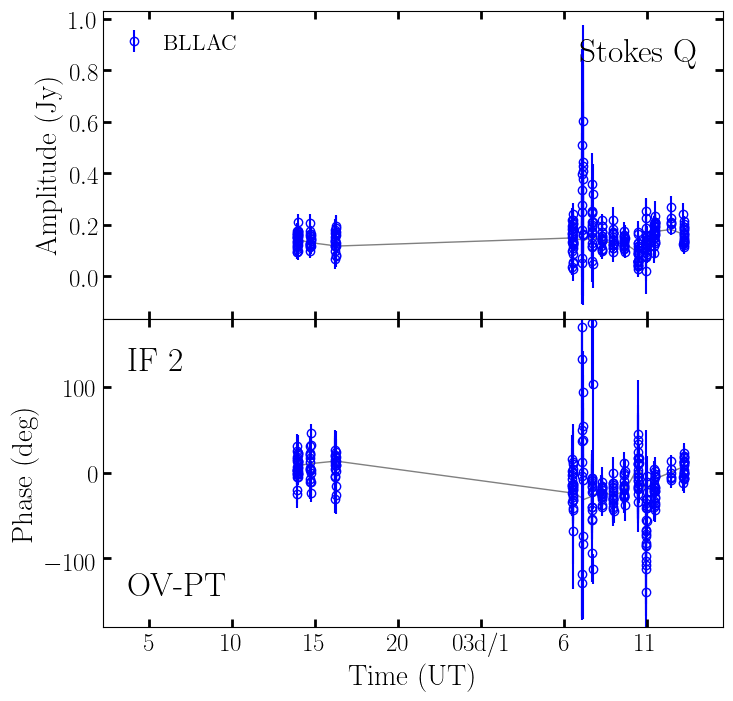 BLLAC
Stokes Q
1.0
0.8
0.6
0.4
0.2
0.0
Amplitude (Jy)
IF 2
100
0
−100
Phase (deg)
OV-PT
5 10 15 20 03d/1 6 11
Time (UT)